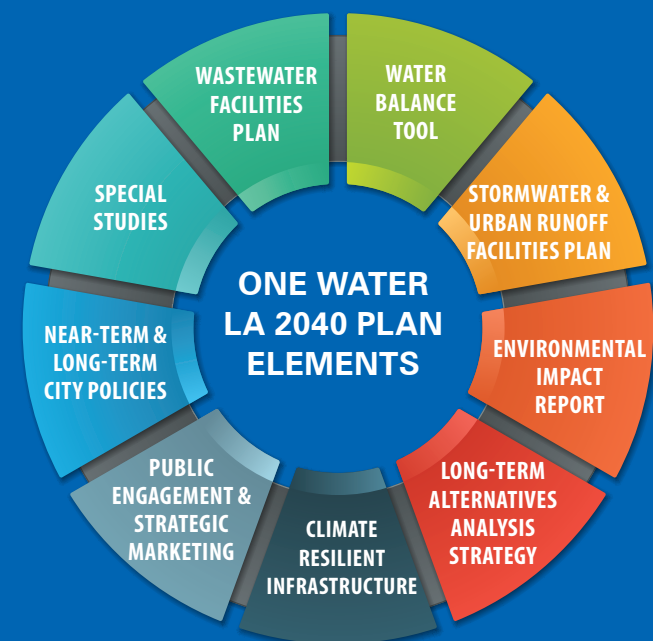 ONE WATER
LA 2040 PLAN
ELEMENTS
WATER
BALANCE
TOOL
STORMWATER &
URBAN RUNOFF
FACILITIES PLAN
ENVIRONMENTAL
IMPACT
REPORT
LONG-TERM
ALTERNATIVES
ANALYSIS
STRATEGY
CLIMATE
RESILIENT
INFRASTRUCTURE
PUBLIC
ENGAGEMENT &
STRATEGIC
MARKETING
NEAR-TERM &
LONG-TERM
CITY POLICIES
SPECIAL
STUDIES
WASTEWATER
FACILITIES
PLAN